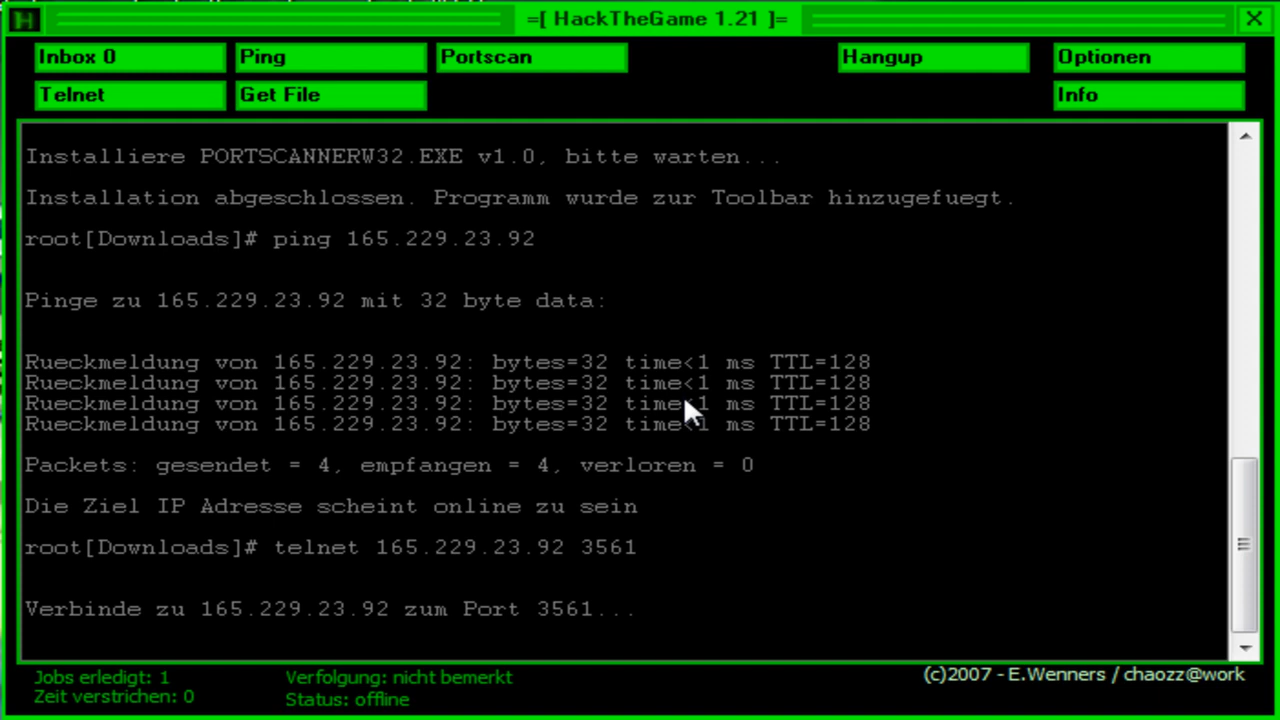 H
=[ HackTheGame 1.21 ]=
Inbox 0
Ping
Portscan
Hangup
Optionen
Telnet
Get File
Info
Installiere PORTSCANNERW32.EXE v1.0, bitte warten...
Installation abgeschlossen. Programm wurde zur Toolbar hinzugefuegt.
root[Downloads]# ping 165.229.23.92
Pinge zu 165.229.23.92 mit 32 byte data:
Rueckmeldung von 165.229.23.92: bytes=32 time<1 ms TTL=128
Rueckmeldung von 165.229.23.92: bytes=32 time<1 ms TTL=128
Rueckmeldung von 165.229.23.92: bytes=32 time<1 ms TTL=128
Rueckmeldung von 165.229.23.92: bytes=32 time<1 ms TTL=128
Packets: gesendet = 4, empfangen = 4, verloren = 0
Die Ziel IP Adresse scheint online zu sein
root[Downloads]# telnet 165.229.23.92 3561
Verbinde zu 165.229.23.92 zum Port 3561...
Jobs erledigt: 1
Verfolgung: nicht bemerkt
(c)2007 - E.Wenners / chaozz@work
Zeit verstrichen: 0
Status: offline